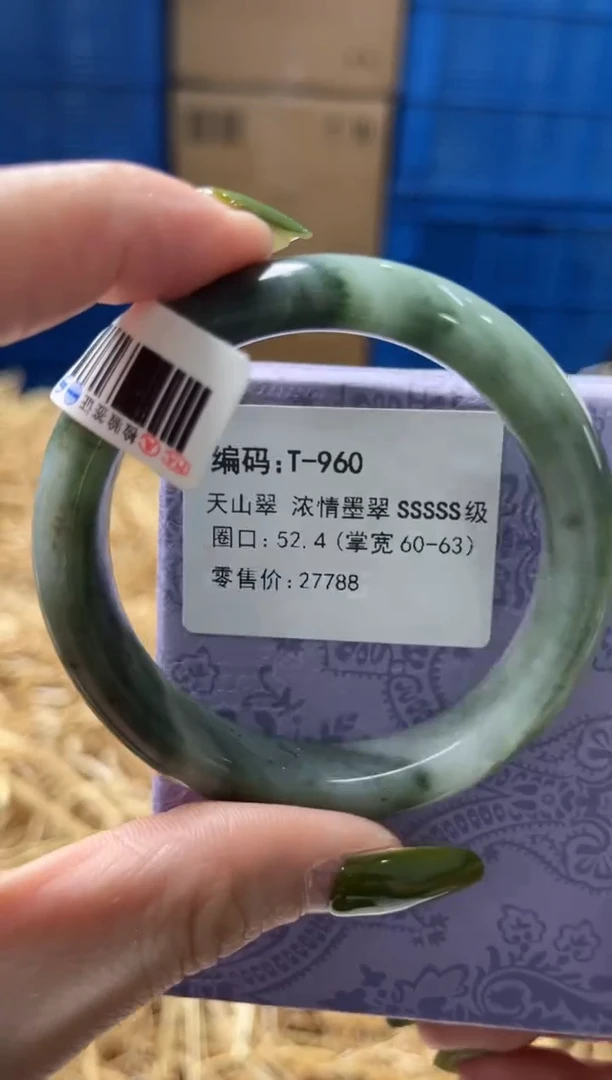 编码:T-960
天山翠 浓情墨翠 SSSSS级
圈口: 52.4 (掌宽 60-63)
零售价:27788